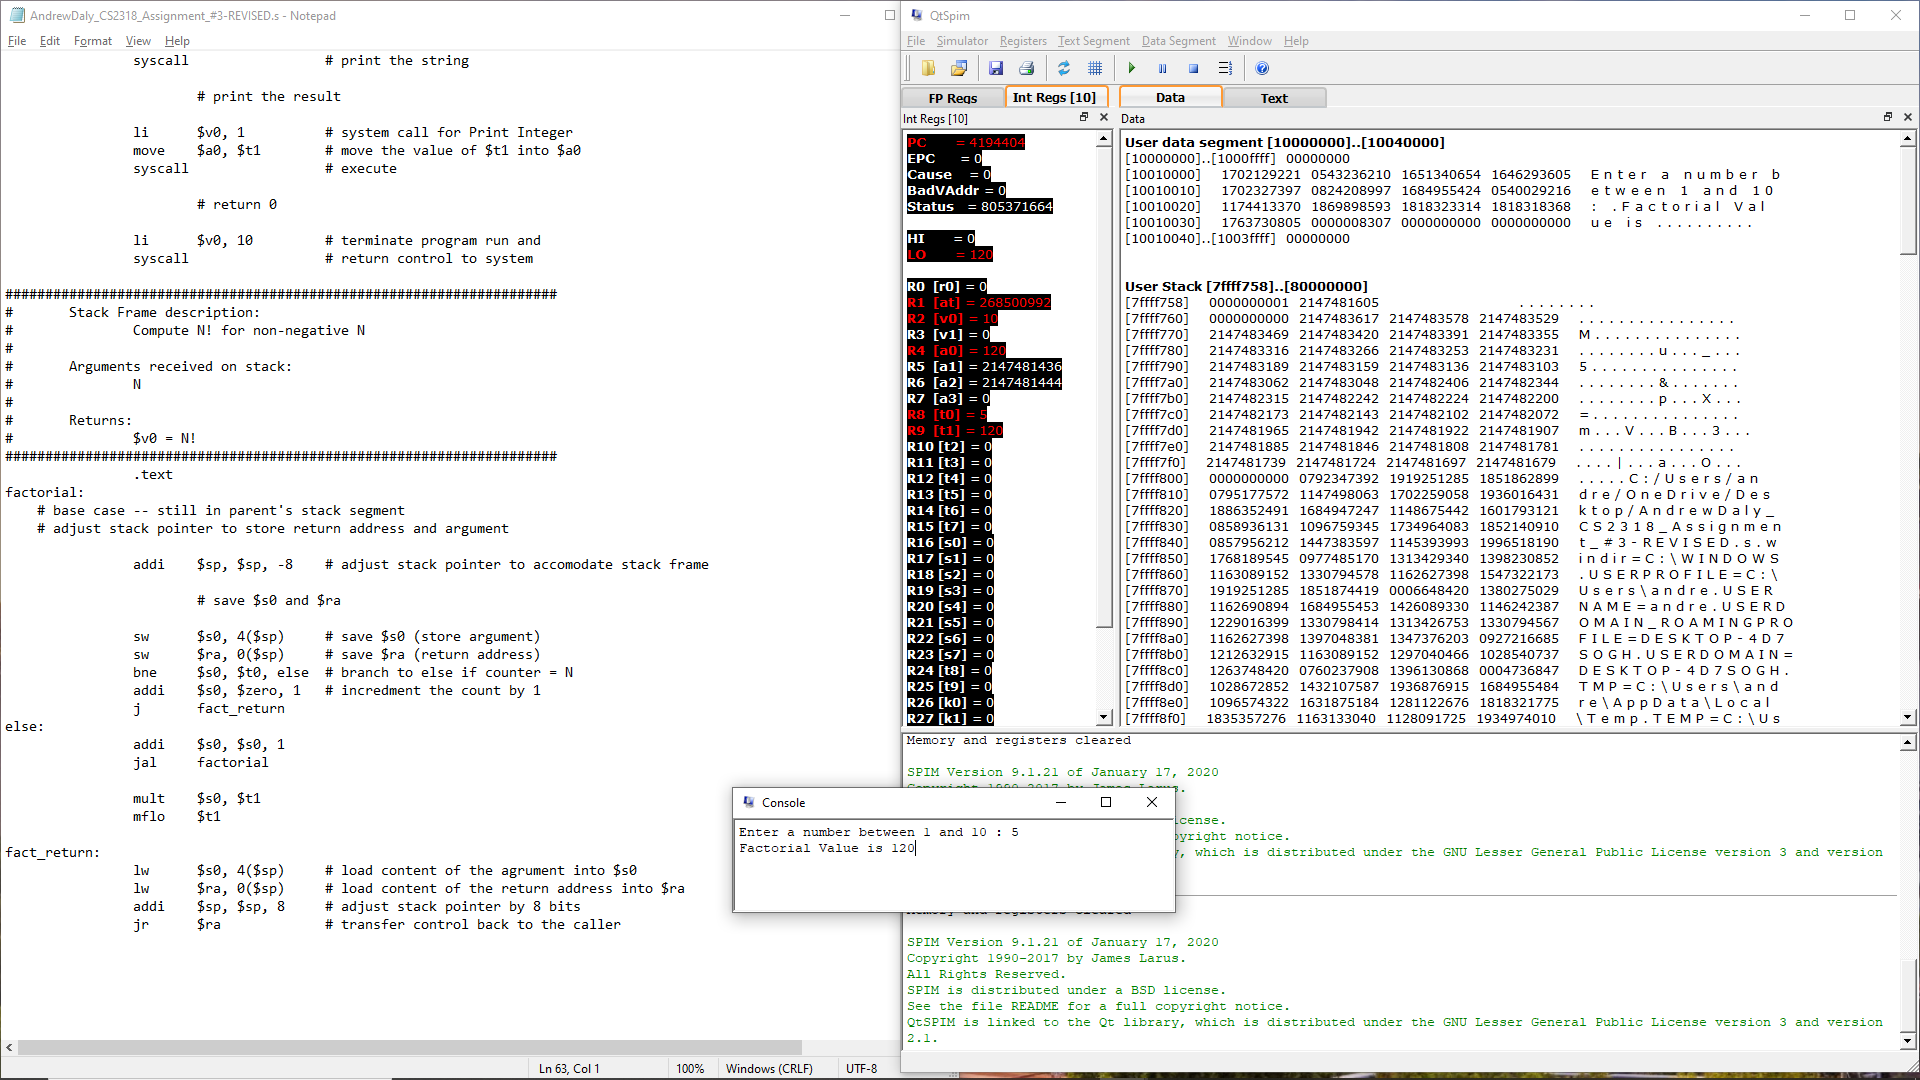 AndrewDaly_CS2318_Assignment_#3-REVISED.s - Notepad
File Edit Format View Help
syscall # print the string
# print the result
li $v0, 1 # system call for Print Integer
move $a0, $t1 # move the value of $t1 into $a0
syscall # execute
# return 0
li $v0, 10 # terminate program run and
syscall # return control to system
#####################################################################
# Stack Frame description:
# Compute N! for non-negative N
#
# Arguments received on stack:
# N
#
# Returns:
# $v0 = N!
#####################################################################
.text
factorial:
# base case -- still in parent's stack segment
# adjust stack pointer to store return address and argument
addi $sp, $sp, -8 # adjust stack pointer to accomodate stack frame
# save $s0 and $ra
sw $s0, 4($sp) # save $s0 (store argument)
sw $ra, 0($sp) # save $ra (return address)
bne $s0, $t0, else # branch to else if counter = N
addi $s0, $zero, 1 # incredment the count by 1
j fact_return
else:
addi $s0, $s0, 1
jal factorial
mult $s0, $t1
mflo $t1
fact_return:
lw $s0, 4($sp) # load content of the agrument into $s0
lw $ra, 0($sp) # load content of the return address into $ra
addi $sp, $sp, 8 # adjust stack pointer by 8 bits
jr $ra # transfer control back to the caller
Ln 63, Col 1 100% Windows (CRLF) UTF-8
QtSpim
File Simulator Registers Text Segment Data Segment Window Help
FP Regs Int Regs [10] Data Text
Int Regs [10]
PC = 4194404
EPC = 0
Cause = 0
BadVAddr = 0
Status = 805371664
HI = 0
LO = 120
R0 [r0] = 0
R1 [at] = 268500992
R2 [v0] = 10
R3 [v1] = 0
R4 [a0] = 120
R5 [a1] = 2147481436
R6 [a2] = 2147481444
R7 [a3] = 0
R8 [t0] = 5
R9 [t1] = 120
R10 [t2] = 0
R11 [t3] = 0
R12 [t4] = 0
R13 [t5] = 0
R14 [t6] = 0
R15 [t7] = 0
R16 [s0] = 0
R17 [s1] = 0
R18 [s2] = 0
R19 [s3] = 0
R20 [s4] = 0
R21 [s5] = 0
R22 [s6] = 0
R23 [s7] = 0
R24 [t8] = 0
R25 [t9] = 0
R26 [k0] = 0
R27 [k1] = 0
Data
User data segment [10000000]..[10040000]
[10000000]..[1000ffff] 00000000
[10010000] 1702129221 0543236210 1651340654 1646293605 E n t e r a n u m b e r b
[10010010] 1702327397 0824208997 1684955424 0540029216 e t w e e n 1 a n d 1 0
[10010020] 1174413370 1869898593 1818323314 1818318368 : . F a c t o r i a l V a l
[10010030] 1763730805 0000008307 0000000000 0000000000 u e i s . . . . . . . . . .
[10010040]..[1003ffff] 00000000
User Stack [7ffff758]..[80000000]
[7ffff758] 0000000001 2147481605 . . . . . . . .
[7ffff760] 0000000000 2147483617 2147483578 2147483529 . . . . . . . . . . . . . . . .
[7ffff770] 2147483469 2147483420 2147483391 2147483355 M . . . . . . . . . . . . . . .
[7ffff780] 2147483316 2147483266 2147483253 2147483231 . . . . . . . . u . . . _ . . .
[7ffff790] 2147483189 2147483159 2147483136 2147483103 5 . . . . . . . . . . . . . . .
[7ffff7a0] 2147483062 2147483048 2147482406 2147482344 . . . . . . . . & . . . . . . .
[7ffff7b0] 2147482315 2147482242 2147482224 2147482200 . . . . . . . . p . . . X . . .
[7ffff7c0] 2147482173 2147482143 2147482102 2147482072 = . . . . . . . . . . . . . . .
[7ffff7d0] 2147481965 2147481942 2147481922 2147481907 m . . . V . . . B . . . 3 . . .
[7ffff7e0] 2147481885 2147481846 2147481808 2147481781 . . . . . . . . . . . . . . . .
[7ffff7f0] 2147481739 2147481724 2147481697 2147481679 . . . . | . . . a . . . O . . .
[7ffff800] 0000000000 0792347392 1919251285 1851862899 . . . . . C : / U s e r s / a n
[7ffff810] 0795177572 1147498063 1702259058 1936016431 d r e / O n e D r i v e / D e s
[7ffff820] 1886352491 1684947247 1148675442 1601793121 k t o p / A n d r e w D a l y _
[7ffff830] 0858936131 1096759345 1734964083 1852140910 C S 2 3 1 8 _ A s s i g n m e n
[7ffff840] 0857956212 1447383597 1145393993 1996518190 t _ # 3 - R E V I S E D . s . w
[7ffff850] 1768189545 0977485170 1313429340 1398230852 i n d i r = C : \ W I N D O W S
[7ffff860] 1163089152 1330794578 1162627398 1547322173 . U S E R P R O F I L E = C : \
[7ffff870] 1919251285 1851874419 0006648420 1380275029 U s e r s \ a n d r e . U S E R
[7ffff880] 1162690894 1684955453 1426089330 1146242387 N A M E = a n d r e . U S E R D
[7ffff890] 1229016399 1330798414 1313426753 1330794567 O M A I N _ R O A M I N G P R O
[7ffff8a0] 1162627398 1397048381 1347376203 0927216685 F I L E = D E S K T O P - 4 D 7
[7ffff8b0] 1212632915 1163089152 1297040466 1028540737 S O G H . U S E R D O M A I N =
[7ffff8c0] 1263748420 0760237908 1396130868 0004736847 D E S K T O P - 4 D 7 S O G H .
[7ffff8d0] 1028672852 1432107587 1936876915 1684955484 T M P = C : \ U s e r s \ a n d
[7ffff8e0] 1096574322 1631875184 1281122676 1818321775 r e \ A p p D a t a \ L o c a l
[7ffff8f0] 1835357276 1163133040 1128091725 1934974010 \ T e m p . T E M P = C : \ U s
Memory and registers cleared
SPIM Version 9.1.21 of January 17, 2020
icense.
pyright notice.
, which is distributed under the GNU Lesser General Public License version 3 and version
Console
Enter a number between 1 and 10 : 5
Factorial Value is 120
SPIM Version 9.1.21 of January 17, 2020
Copyright 1990-2017 by James Larus.
All Rights Reserved.
SPIM is distributed under a BSD license.
See the file README for a full copyright notice.
QtSPIM is linked to the Qt library, which is distributed under the GNU Lesser General Public License version 3 and version
2.1.